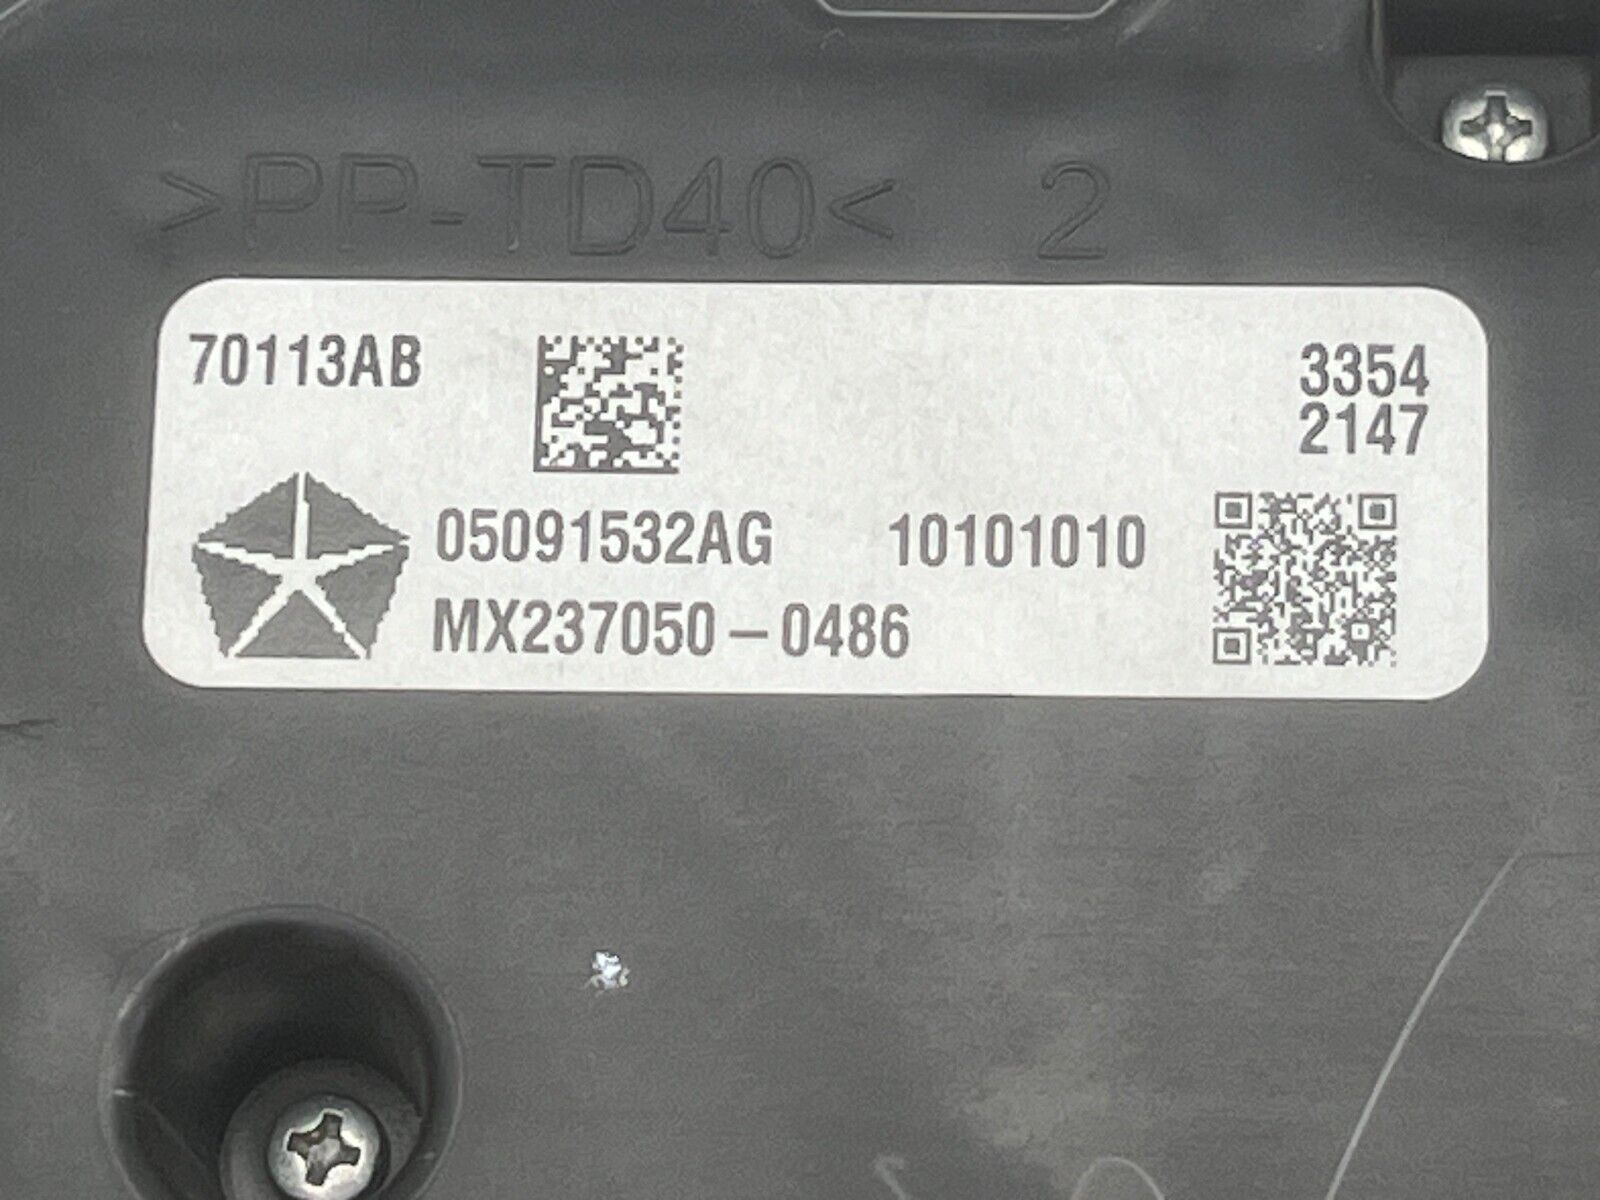 >PP-TD40< 2
70113AB
3354
2147
05091532AG 10101010
MX237050-0486